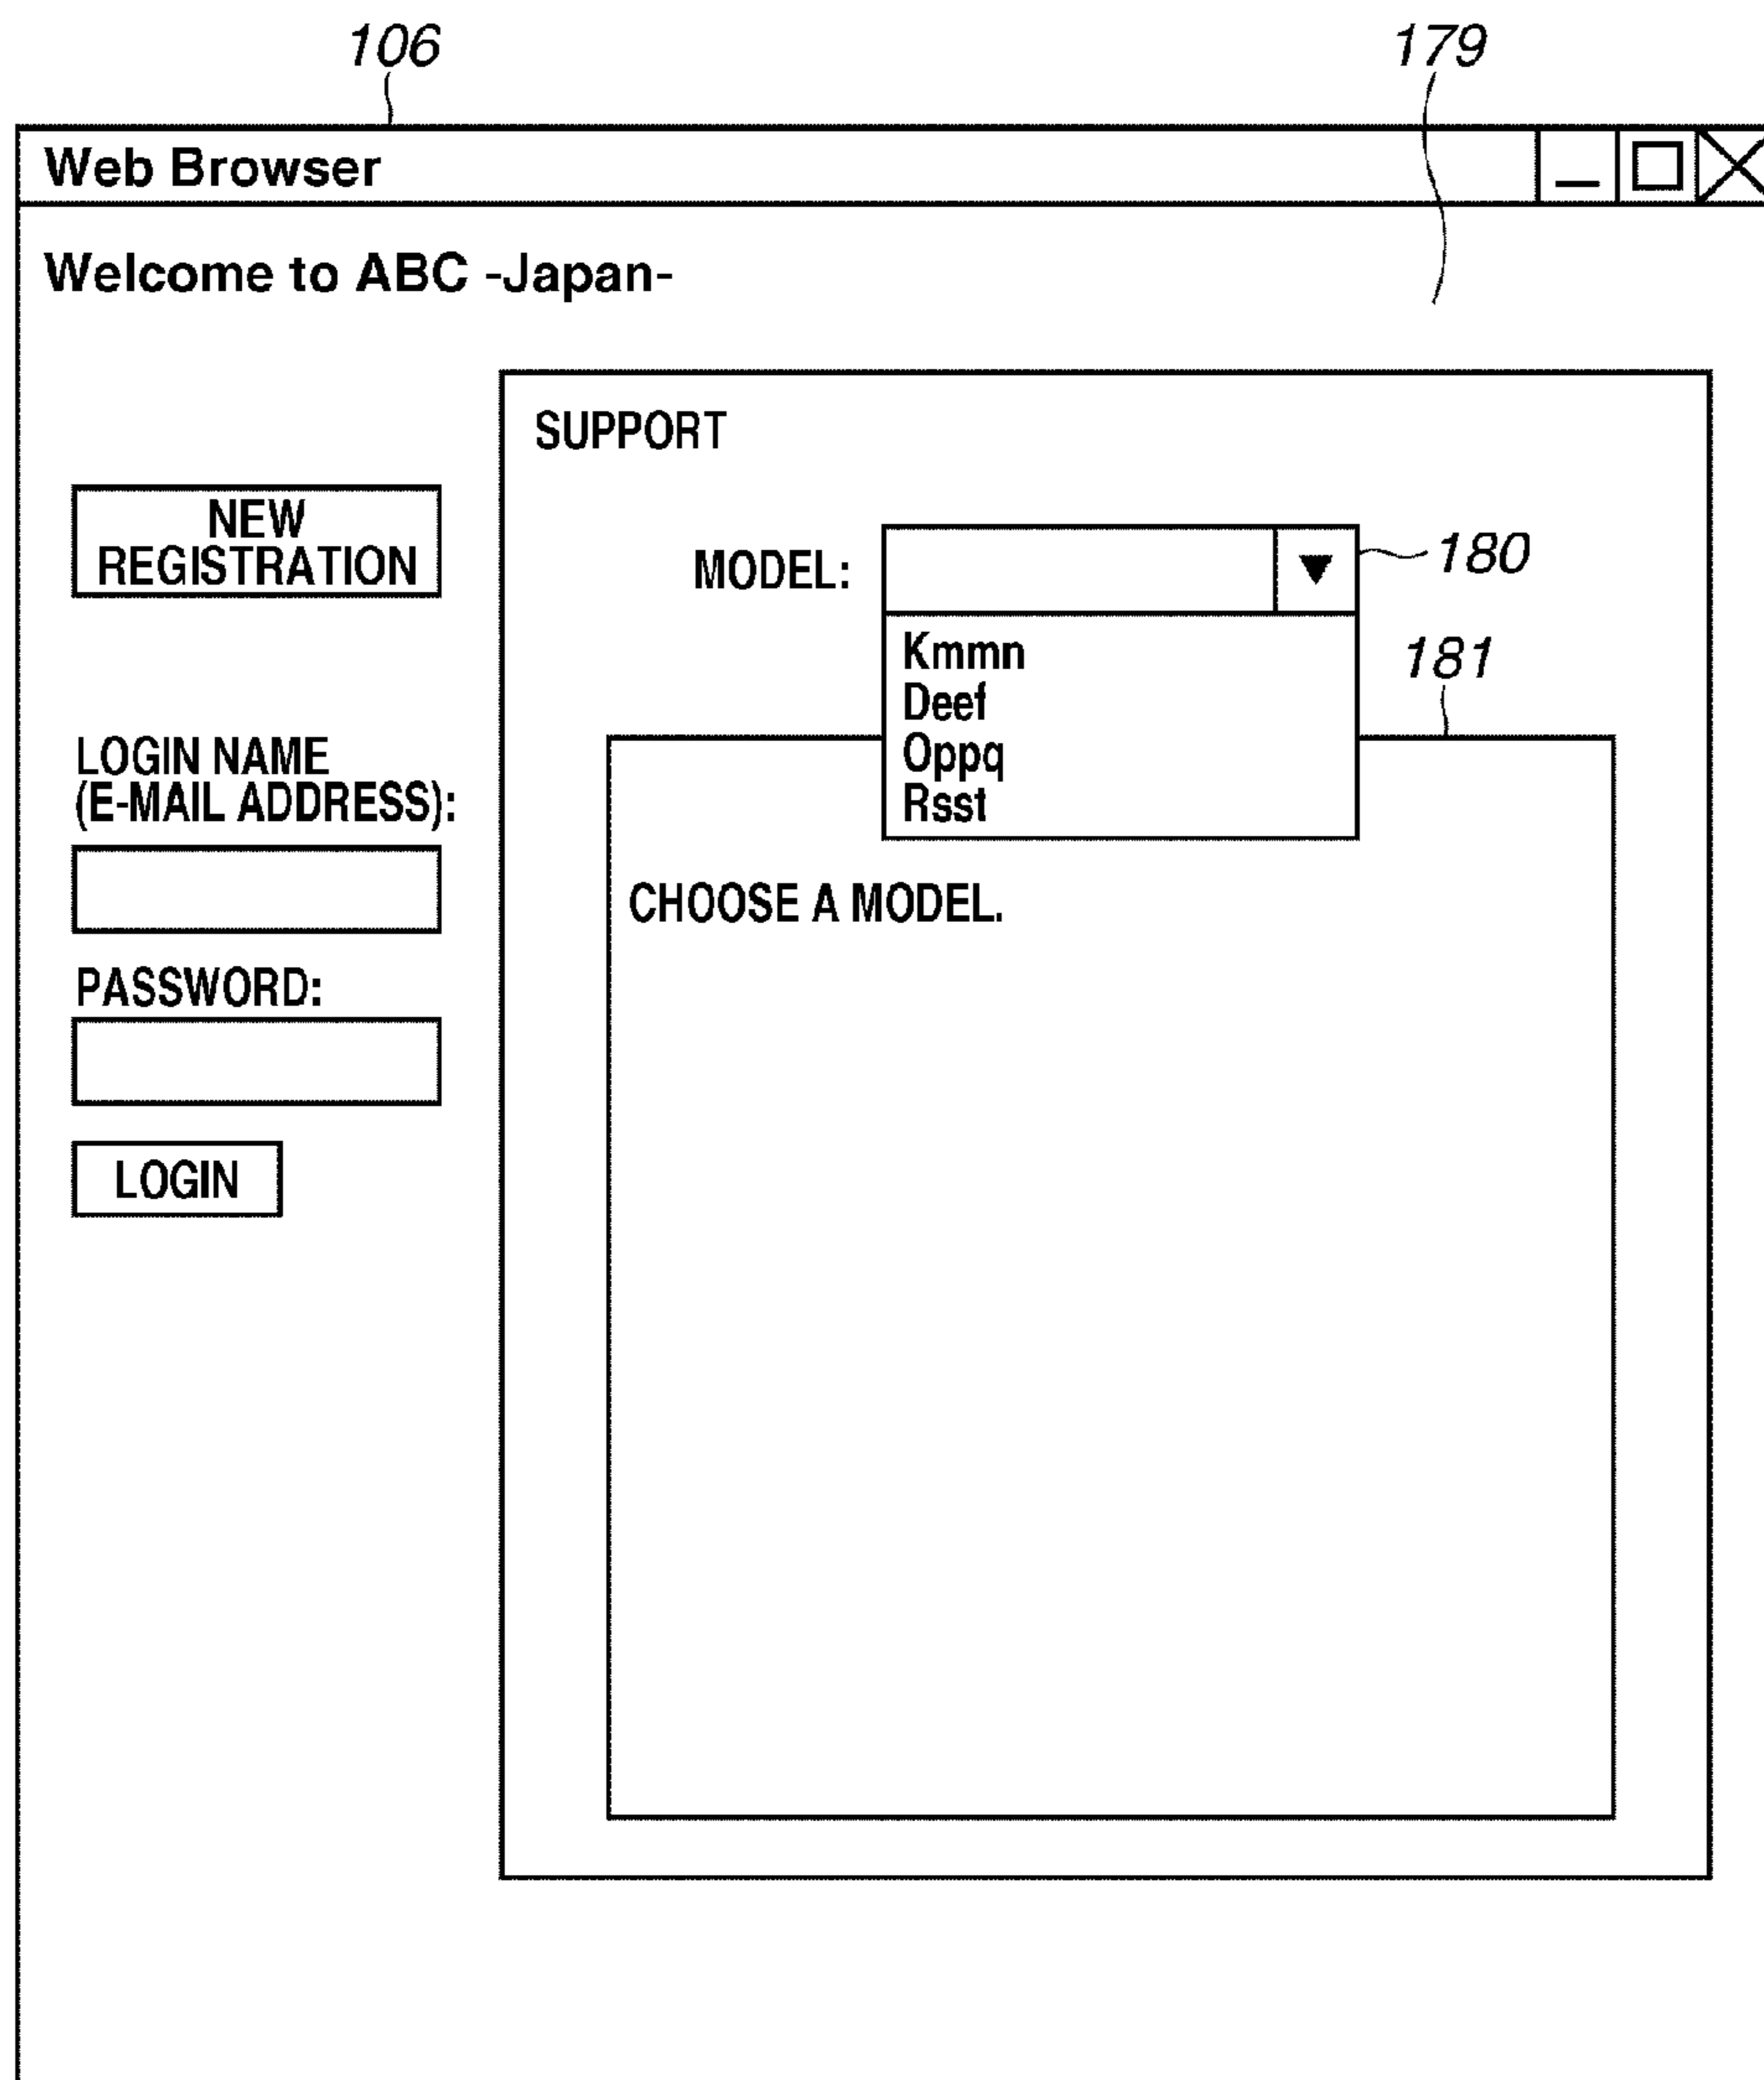 106
179
Web Browser
Welcome to ABC -Japan-
NEW
REGISTRATION
LOGIN NAME
(E-MAIL ADDRESS):
PASSWORD:
LOGIN
SUPPORT
MODEL:
180
Kmmn
Deef
Oppq
Rsst
181
CHOOSE A MODEL.